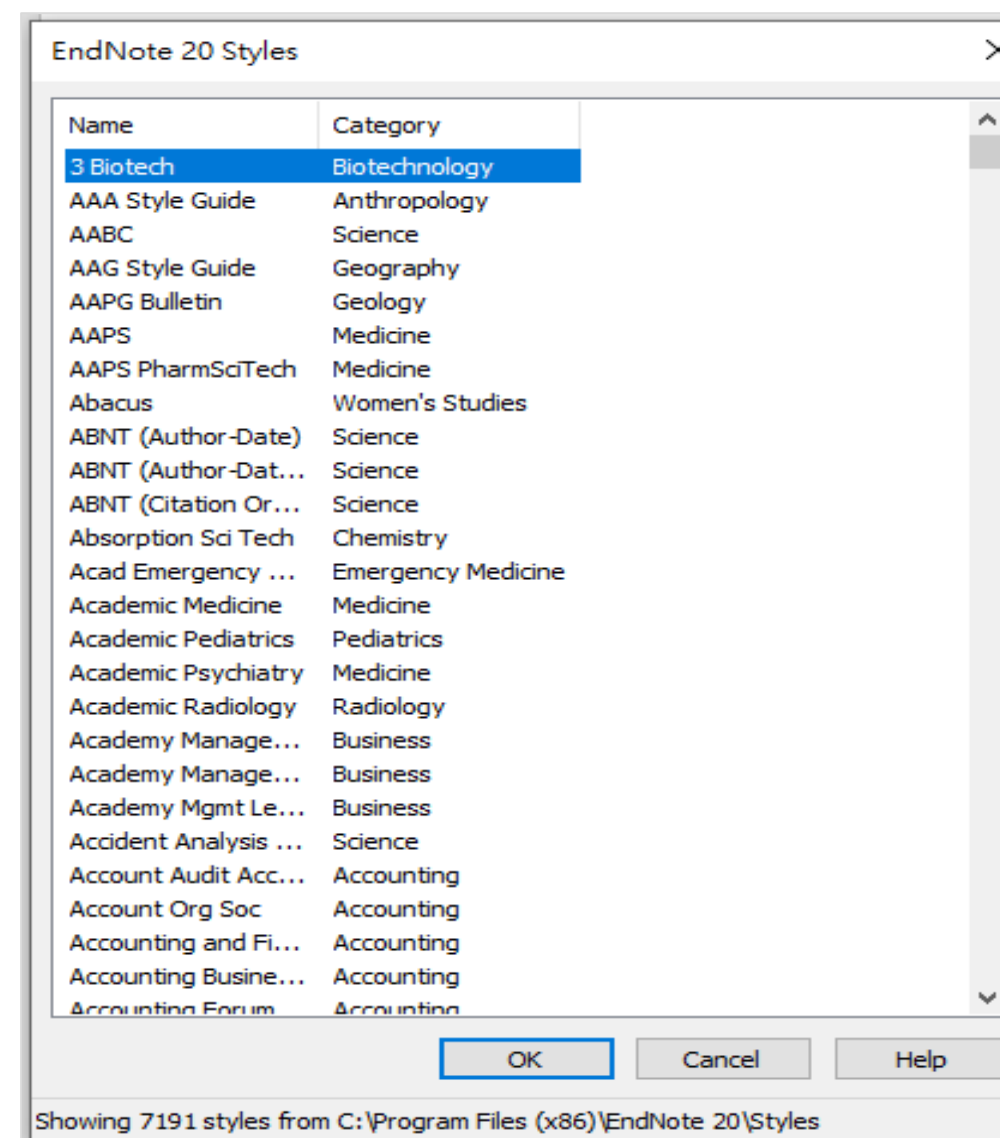 EndNote 20 Styles
Name Category
3 Biotech Biotechnology
AAA Style Guide Anthropology
AABC Science
AAG Style Guide Geography
AAPG Bulletin Geology
AAPS Medicine
AAPS PharmSciTech Medicine
Abacus Women's Studies
ABNT (Author-Date) Science
ABNT (Author-Dat... Science
ABNT (Citation Or... Science
Absorption Sci Tech Chemistry
Acad Emergency ... Emergency Medicine
Academic Medicine Medicine
Academic Pediatrics Pediatrics
Academic Psychiatry Medicine
Academic Radiology Radiology
Academy Manage... Business
Academy Manage... Business
Academy Mgmt Le... Business
Accident Analysis ... Science
Account Audit Acc... Accounting
Account Org Soc Accounting
Accounting and Fi... Accounting
Accounting Busine... Accounting
Accounting Forum Accounting
OK Cancel Help
Showing 7191 styles from C:\Program Files (x86)\EndNote 20\Styles